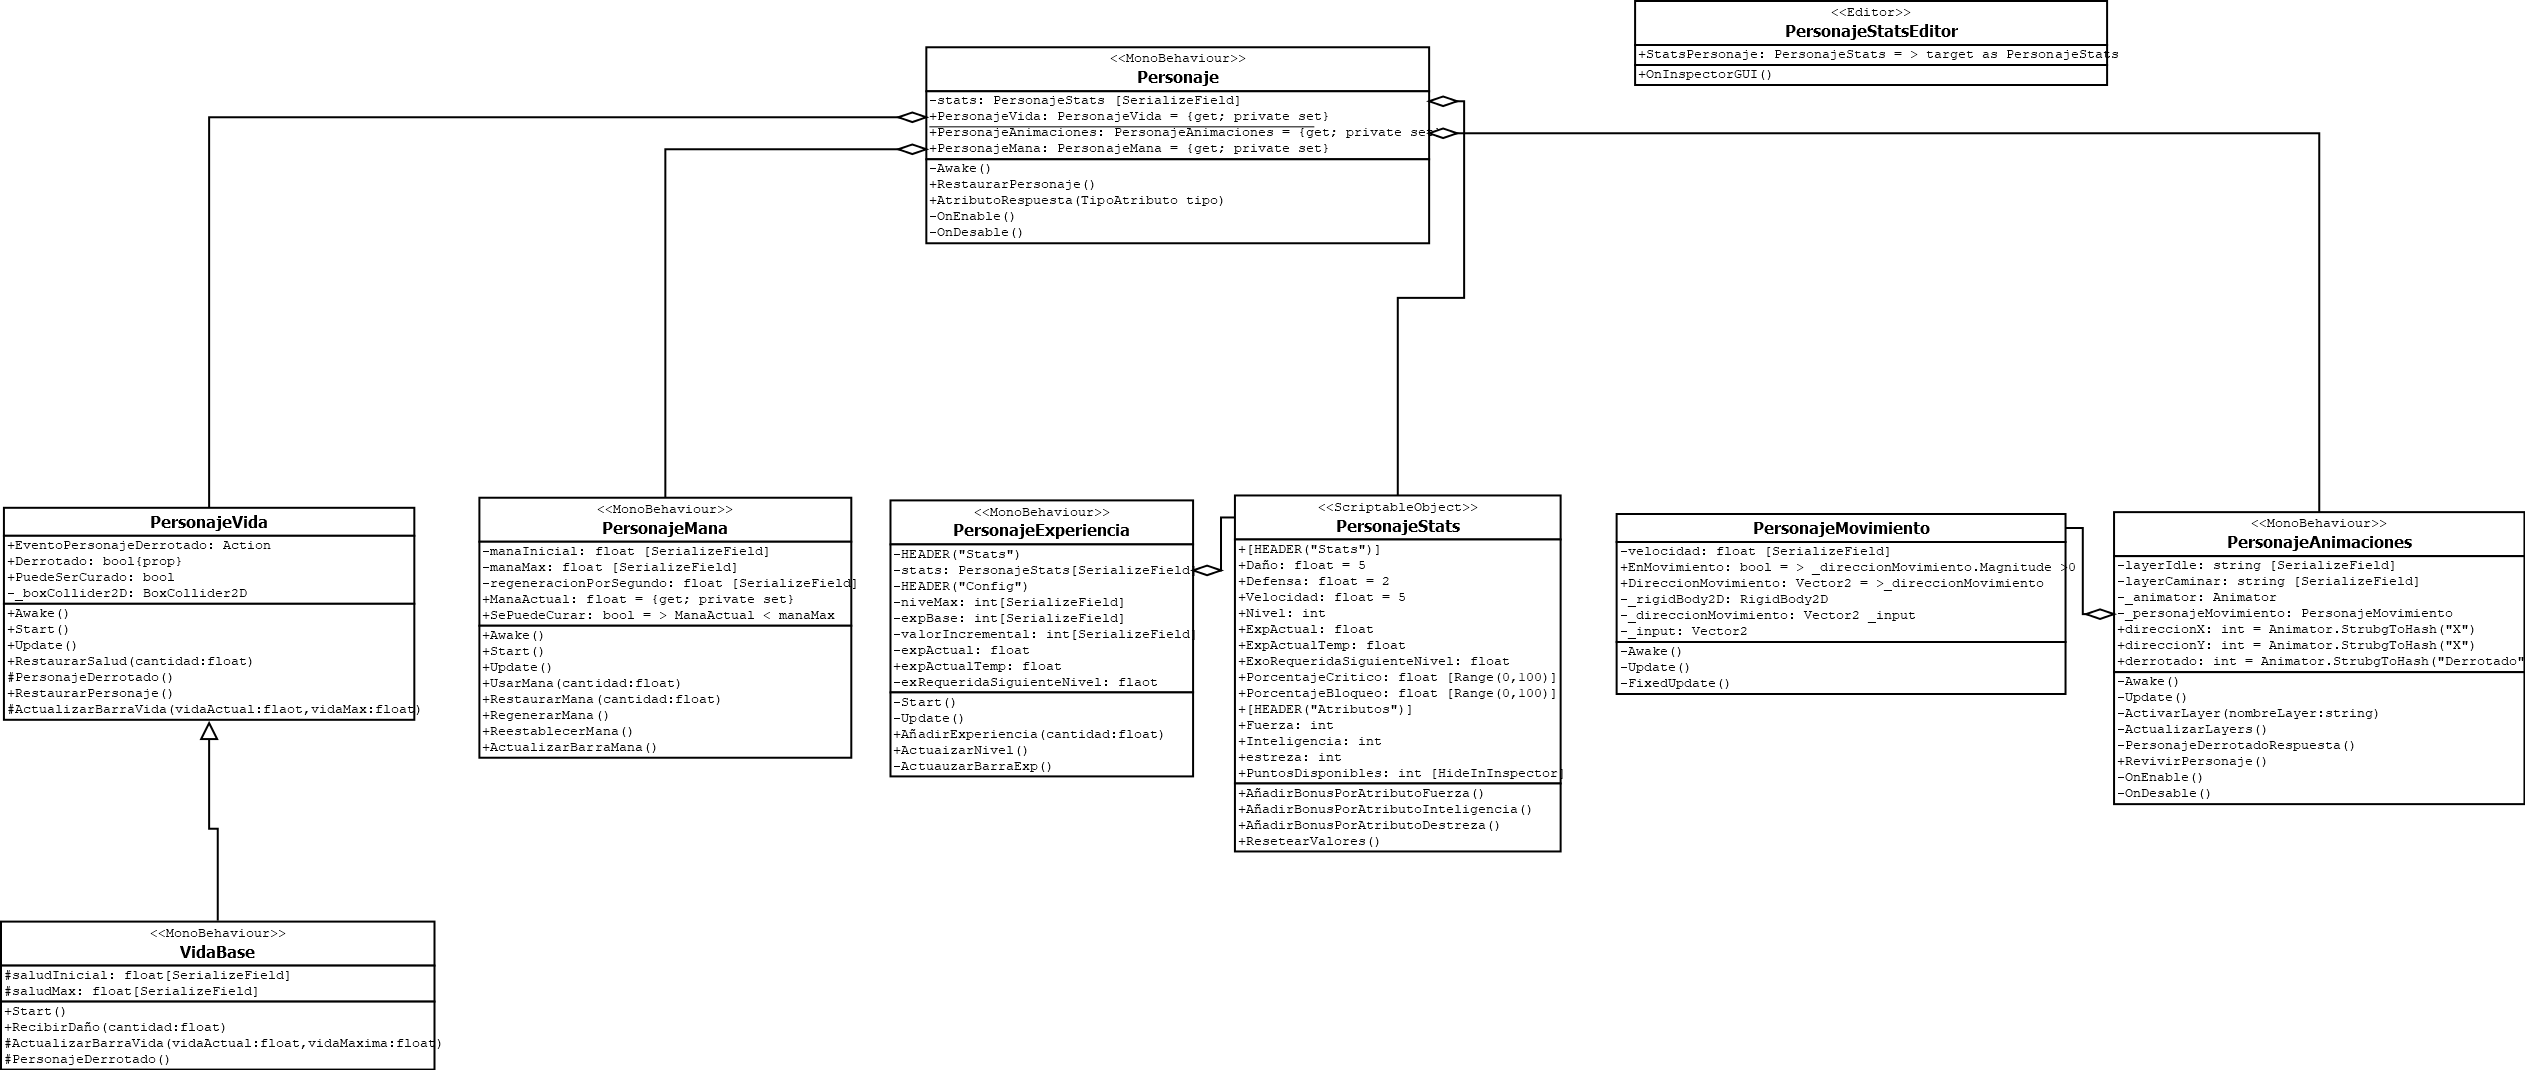 <<Editor>>
PersonajeStatsEditor
+StatsPersonaje: PersonajeStats = > target as PersonajeStats
+OnInspectorGUI()
<<MonoBehaviour>>
Personaje
-stats: PersonajeStats [SerializeField]
+PersonajeVida: PersonajeVida = {get; private set}
+PersonajeAnimaciones: PersonajeAnimaciones = {get; private set}
+PersonajeMana: PersonajeMana = {get; private set}
-Awake()
+RestaurarPersonaje()
+AtributoRespuesta(TipoAtributo tipo)
-OnEnable()
-OnDesable()
PersonajeVida
+EventoPersonajeDerrotado: Action
+Derrotado: bool{prop}
+PuedeSerCurado: bool
-_boxCollider2D: BoxCollider2D
+Awake()
+Start()
+Update()
+RestaurarSalud(cantidad:float)
#PersonajeDerrotado()
+RestaurarPersonaje()
#ActualizarBarraVida(vidaActual:flaot,vidaMax:float)
<<MonoBehaviour>>
PersonajeMana
-manaInicial: float [SerializeField]
-manaMax: float [SerializeField]
-regeneracionPorSegundo: float [SerializeField]
+ManaActual: float = {get; private set}
+SePuedeCurar: bool = > ManaActual < manaMax
+Awake()
+Start()
+Update()
+UsarMana(cantidad:float)
+RestaurarMana(cantidad:float)
+RegenerarMana()
+ReestablecerMana()
+ActualizarBarraMana()
<<MonoBehaviour>>
PersonajeExperiencia
-HEADER("Stats")
-stats: PersonajeStats[SerializeField
-HEADER("Config")
-niveMax: int[SerializeField]
-expBase: int[SerializeField]
-valorIncremental: int[SerializeField]
-expActual: float
+expActualTemp: float
-exRequeridaSiguienteNivel: flaot
-Start()
-Update()
+AñadirExperiencia(cantidad:float)
+ActuaizarNivel()
-ActuauzarBarraExp()
<<ScriptableObject>>
PersonajeStats
+[HEADER("Stats")]
+Daño: float = 5
+Defensa: float = 2
+Velocidad: float = 5
+Nivel: int
+ExpActual: float
+ExpActualTemp: float
+ExoRequeridaSiguienteNivel: float
+PorcentajeCritico: float [Range(0,100)]
+PorcentajeBloqueo: float [Range(0,100)]
+[HEADER("Atributos")]
+Fuerza: int
+Inteligencia: int
+estreza: int
+PuntosDisponibles: int [HideInInspector]
+AñadirBonusPorAtributoFuerza()
+AñadirBonusPorAtributoInteligencia()
+AñadirBonusPorAtributoDestreza()
+ResetearValores()
PersonajeMovimiento
-velocidad: float [SerializeField]
+EnMovimiento: bool = > _direccionMovimiento.Magnitude >0
+DireccionMovimiento: Vector2 = >_direccionMovimiento
-_rigidBody2D: RigidBody2D
-_direccionMovimiento: Vector2 _input
-_input: Vector2
-Awake()
-Update()
-FixedUpdate()
<<MonoBehaviour>>
PersonajeAnimaciones
-layerIdle: string [SerializeField]
-layerCaminar: string [SerializeField]
-_animator: Animator
-_personajeMovimiento: PersonajeMovimiento
+direccionX: int = Animator.StrubgToHash("X")
+direccionY: int = Animator.StrubgToHash("X")
+derrotado: int = Animator.StrubgToHash("Derrotado"
-Awake()
-Update()
-ActivarLayer(nombreLayer:string)
-ActualizarLayers()
-PersonajeDerrotadoRespuesta()
+RevivirPersonaje()
-OnEnable()
-OnDesable()
<<MonoBehaviour>>
VidaBase
#saludInicial: float[SerializeField]
#saludMax: float[SerializeField]
+Start()
+RecibirDaño(cantidad:float)
#ActualizarBarraVida(vidaActual:float,vidaMaxima:float)
#PersonajeDerrotado()